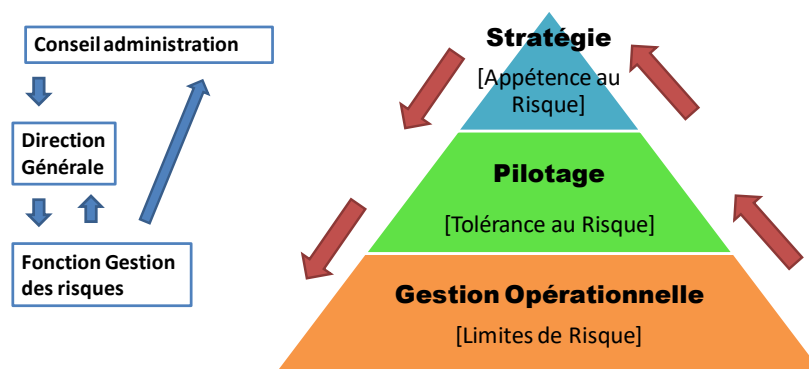 Conseil administration
Direction
Générale
Fonction Gestion
des risques
Stratégie
[Appétence au
Risque]
Pilotage
[Tolérance au Risque]
Gestion Opérationnelle
[Limites de Risque]